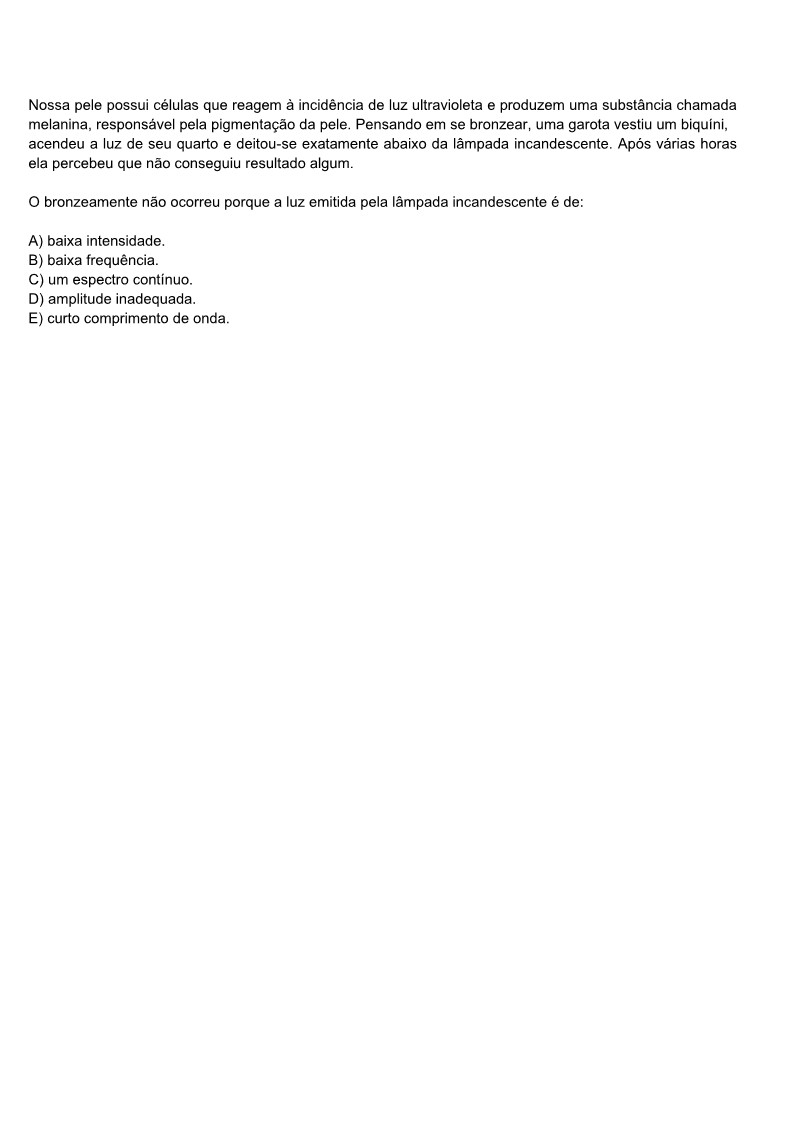 Nossa pele possui células que reagem à incidência de luz ultravioleta e produzem uma substância chamada
melanina, responsável pela pigmentação da pele. Pensando em se bronzear, uma garota vestiu um biquíni,
acendeu a luz de seu quarto e deitou-se exatamente abaixo da lâmpada incandescente. Após várias horas
ela percebeu que não conseguiu resultado algum.
O bronzeamente não ocorreu porque a luz emitida pela lâmpada incandescente é de:
A) baixa intensidade.
B) baixa frequência.
C) um espectro contínuo.
D) amplitude inadequada.
E) curto comprimento de onda.